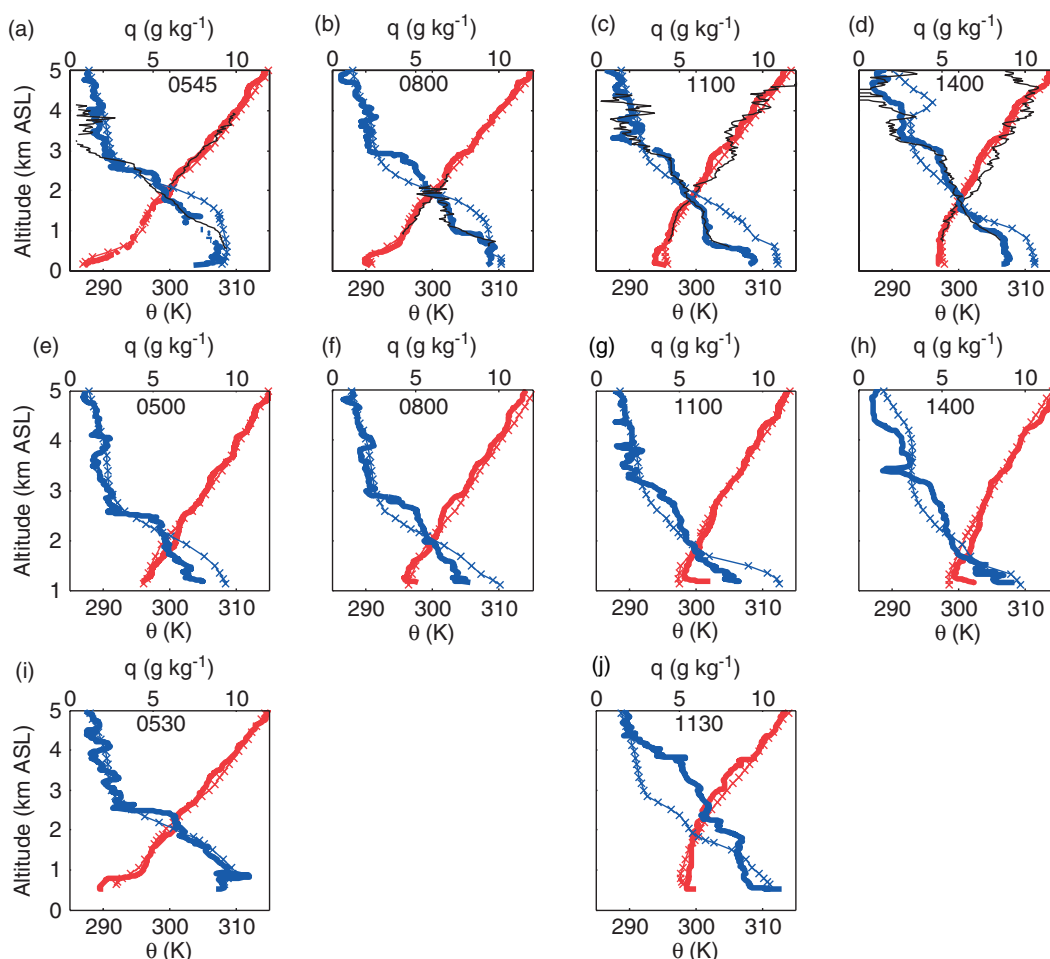 (a) q (g kg⁻¹) (b) q (g kg⁻¹) (c) q (g kg⁻¹) (d) q (g kg⁻¹)
0 5 10 0 5 10 0 5 10 0 5 10
5 0545 0800 1100 1400
4
3
2
1
0
Altitude (km ASL)
290 300 310 290 300 310 290 300 310 290 300 310
θ (K) θ (K) θ (K) θ (K)
(e) q (g kg⁻¹) (f) q (g kg⁻¹) (g) q (g kg⁻¹) (h) q (g kg⁻¹)
0 5 10 0 5 10 0 5 10 0 5 10
5 0500 0800 1100 1400
4
3
2
1
Altitude (km ASL)
290 300 310 290 300 310 290 300 310 290 300 310
θ (K) θ (K) θ (K) θ (K)
(i) q (g kg⁻¹) (j) q (g kg⁻¹)
0 5 10 0 5 10
5 0530 1130
4
3
2
1
0
Altitude (km ASL)
290 300 310 290 300 310
θ (K) θ (K)